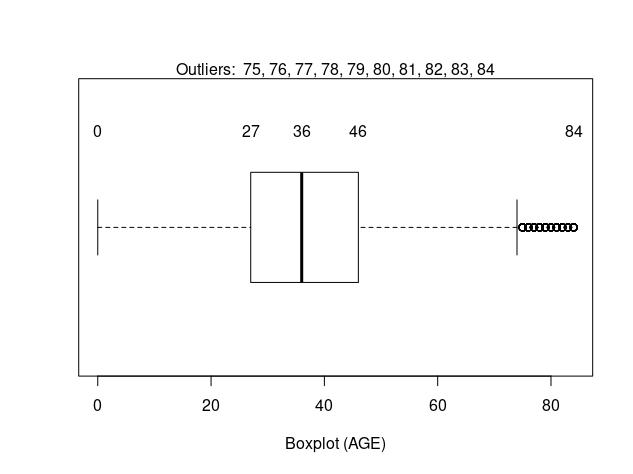 Outliers: 75, 76, 77, 78, 79, 80, 81, 82, 83, 84
0 27 36 46 84
0 20 40 60 80
Boxplot (AGE)